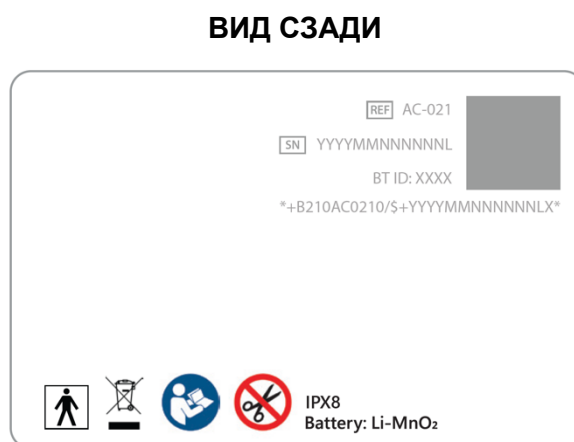 ВИД СЗАДИ
REF AC-021
SN YYYYMMNNNNNNL
BT ID: XXXX
*+B210AC0210/$+YYYYMMNNNNNNLX*
IPX8
Battery: Li-MnO₂